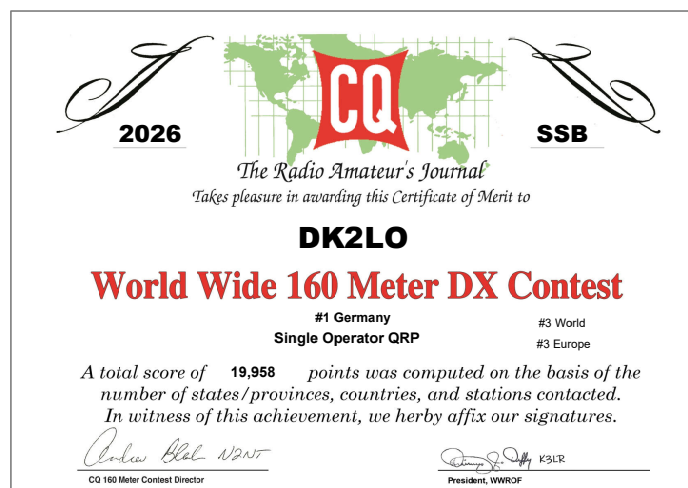 CQ
2026
SSB
The Radio Amateur's Journal
Takes pleasure in awarding this Certificate of Merit to
DK2LO
World Wide 160 Meter DX Contest
#1 Germany
#3 World
Single Operator QRP
#3 Europe
A total score of 19,958 points was computed on the basis of the
number of states/provinces, countries, and stations contacted.
In witness of this achievement, we herby affix our signatures.
N2NT
K3LR
CQ 160 Meter Contest Director
President, WWROF